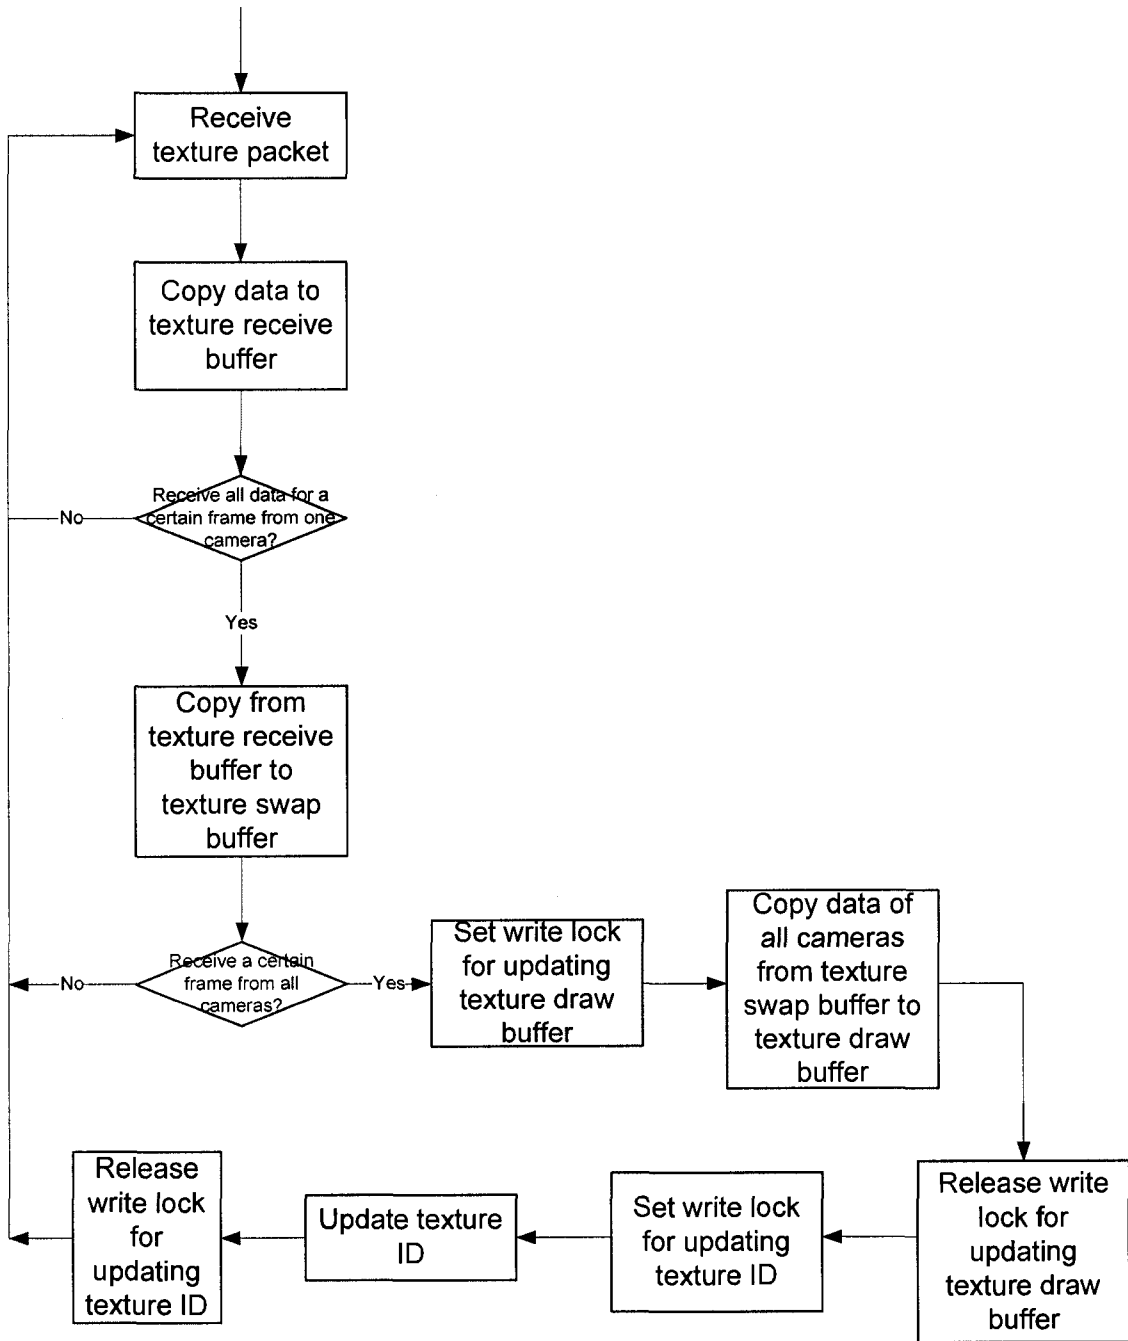 Receive
texture packet
Copy data to
texture receive
buffer
Receive all data for a
certain frame from one
camera?
No
Yes
Copy from
texture receive
buffer to
texture swap
buffer
Receive a certain
frame from all
cameras?
No
Yes
Set write lock
for updating
texture draw
buffer
Copy data of
all cameras
from texture
swap buffer to
texture draw
buffer
Release write
lock for
updating
texture draw
buffer
Set write lock
for updating
texture ID
Update texture
ID
Release
write lock
for
updating
texture ID